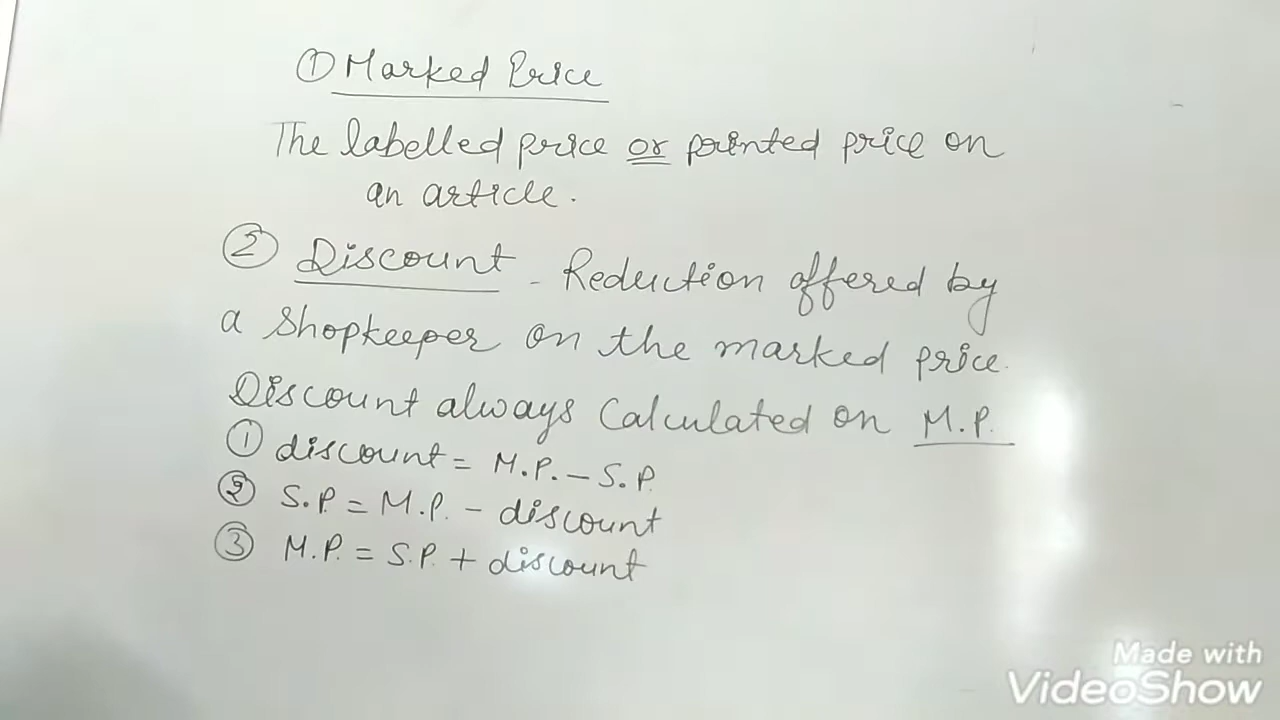 ① Marked Price
The labelled price or printed price on
an article.
② Discount - Reduction offered by
a Shopkeeper on the marked price.
Discount always Calculated on M.P.
① discount = M.P. - S.P.
② S.P. = M.P. - discount
③ M.P. = S.P. + discount
Made with
VideoShow